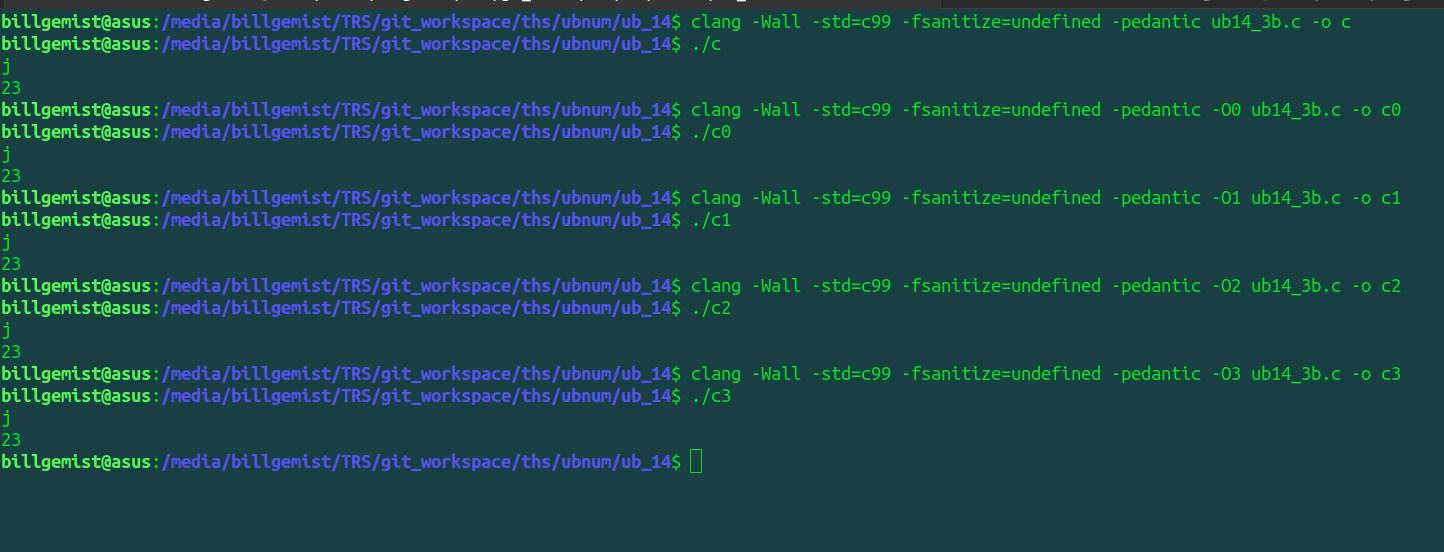 billgemist@asus:/media/billgemist/TRS/git_workspace/ths/ubnum/ub_14$ clang -Wall -std=c99 -fsanitize=undefined -pedantic ub14_3b.c -o c
billgemist@asus:/media/billgemist/TRS/git_workspace/ths/ubnum/ub_14$ ./c
j
23
billgemist@asus:/media/billgemist/TRS/git_workspace/ths/ubnum/ub_14$ clang -Wall -std=c99 -fsanitize=undefined -pedantic -O0 ub14_3b.c -o c0
billgemist@asus:/media/billgemist/TRS/git_workspace/ths/ubnum/ub_14$ ./c0
j
23
billgemist@asus:/media/billgemist/TRS/git_workspace/ths/ubnum/ub_14$ clang -Wall -std=c99 -fsanitize=undefined -pedantic -O1 ub14_3b.c -o c1
billgemist@asus:/media/billgemist/TRS/git_workspace/ths/ubnum/ub_14$ ./c1
j
23
billgemist@asus:/media/billgemist/TRS/git_workspace/ths/ubnum/ub_14$ clang -Wall -std=c99 -fsanitize=undefined -pedantic -O2 ub14_3b.c -o c2
billgemist@asus:/media/billgemist/TRS/git_workspace/ths/ubnum/ub_14$ ./c2
j
23
billgemist@asus:/media/billgemist/TRS/git_workspace/ths/ubnum/ub_14$ clang -Wall -std=c99 -fsanitize=undefined -pedantic -O3 ub14_3b.c -o c3
billgemist@asus:/media/billgemist/TRS/git_workspace/ths/ubnum/ub_14$ ./c3
j
23
billgemist@asus:/media/billgemist/TRS/git_workspace/ths/ubnum/ub_14$